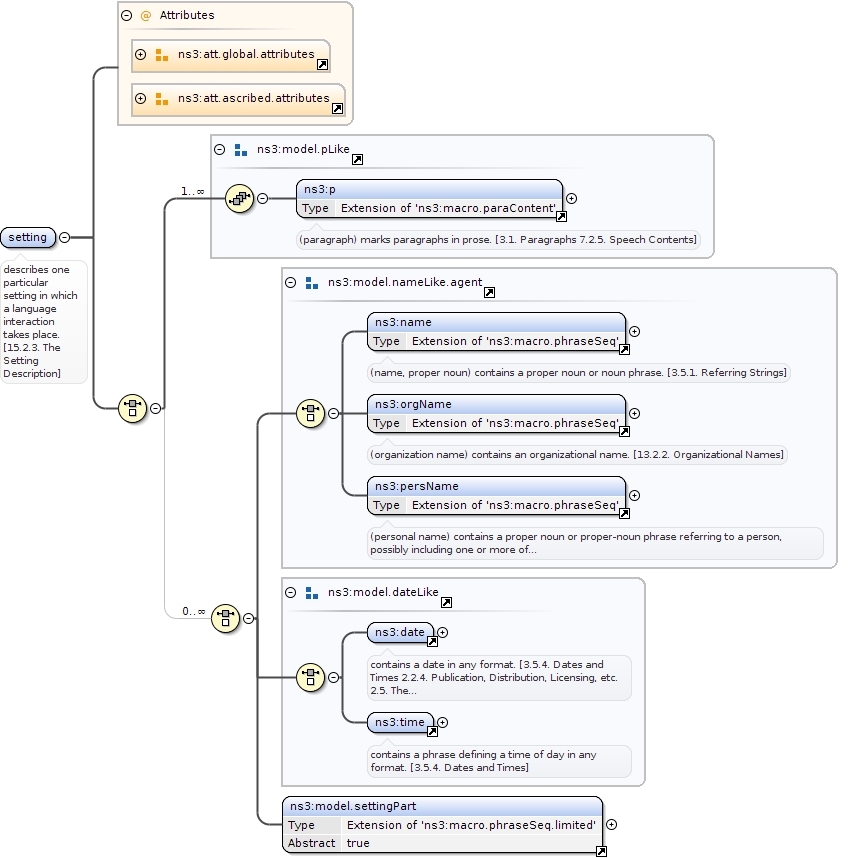 Attributes
ns3:att.global.attributes
ns3:att.ascribed.attributes
ns3:model.pLike
1..∞
ns3:p
Type Extension of 'ns3:macro.paraContent'
(paragraph) marks paragraphs in prose. [3.1. Paragraphs 7.2.5. Speech Contents]
setting
describes one
particular
setting in which
a language
interaction
takes place.
[15.2.3. The
Setting
Description]
ns3:model.nameLike.agent
ns3:name
Type Extension of 'ns3:macro.phraseSeq'
(name, proper noun) contains a proper noun or noun phrase. [3.5.1. Referring Strings]
ns3:orgName
Type Extension of 'ns3:macro.phraseSeq'
(organization name) contains an organizational name. [13.2.2. Organizational Names]
ns3:persName
Type Extension of 'ns3:macro.phraseSeq'
(personal name) contains a proper noun or proper-noun phrase referring to a person,
possibly including one or more of...
0..∞
ns3:model.dateLike
ns3:date
contains a date in any format. [3.5.4. Dates and
Times 2.2.4. Publication, Distribution, Licensing, etc.
2.5. The...
ns3:time
contains a phrase defining a time of day in any
format. [3.5.4. Dates and Times]
ns3:model.settingPart
Type Extension of 'ns3:macro.phraseSeq.limited'
Abstract true